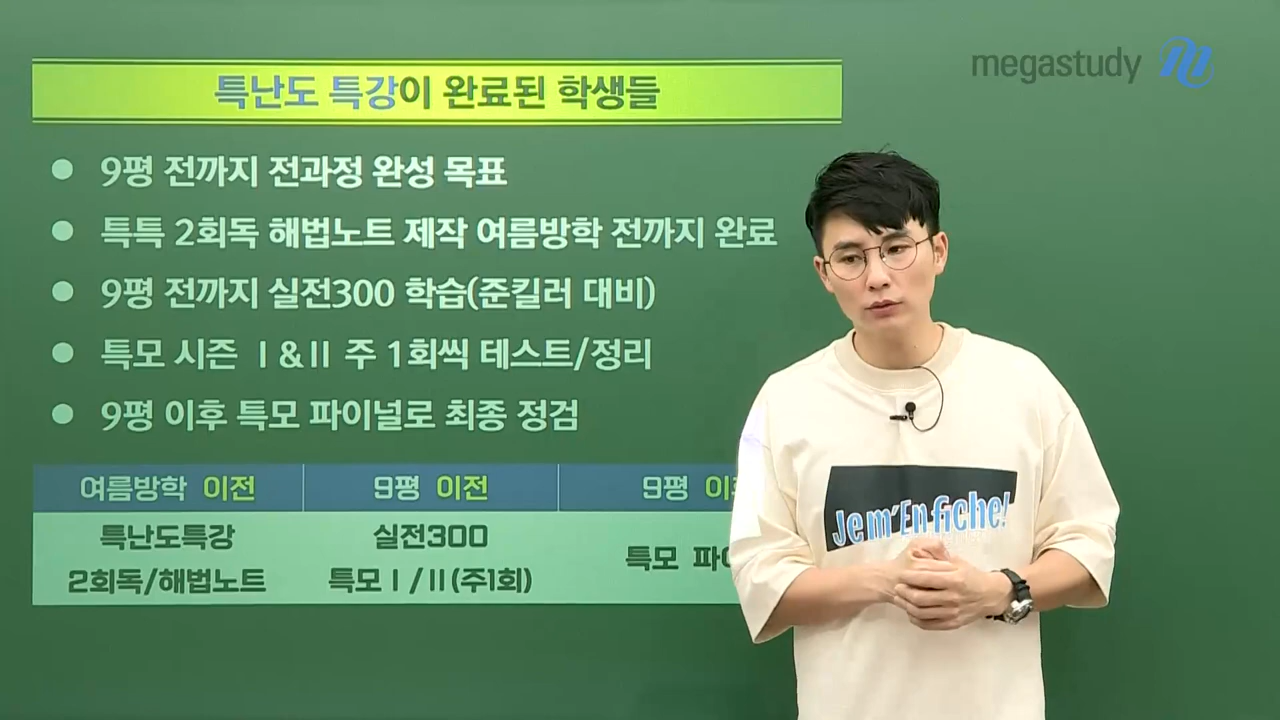 megastudy
특난도 특강이 완료된 학생들
● 9평 전까지 전과정 완성 목표
● 특특 2회독 해법노트 제작 여름방학 전까지 완료
● 9평 전까지 실전300 학습(준킬러 대비)
● 특모 시즌 Ⅰ&Ⅱ 주 1회씩 테스트/정리
● 9평 이후 특모 파이널로 최종 점검
여름방학 이전 9평 이전 9평
특난도특강 실전300
2회독/해법노트 특모Ⅰ/Ⅱ(주1회) 특모
Je m'En fiche!